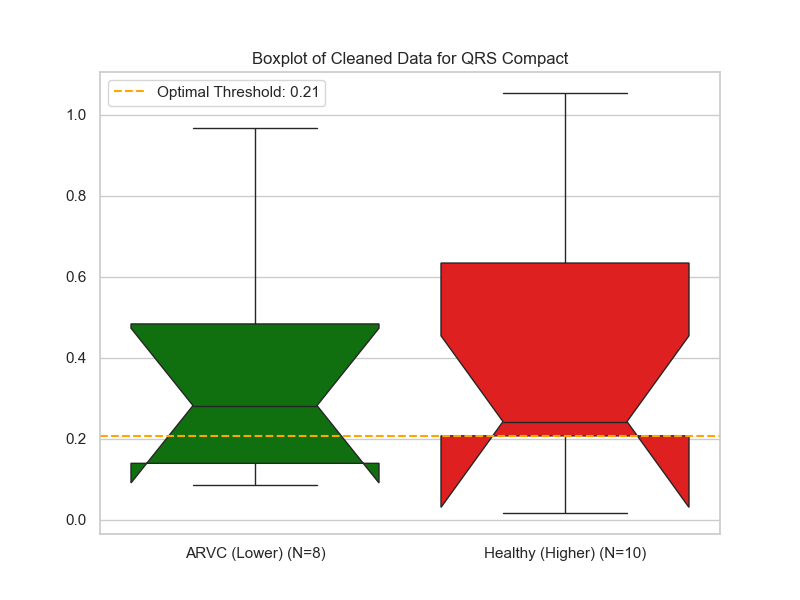 Boxplot of Cleaned Data for QRS Compact
Optimal Threshold: 0.21
1.0
0.8
0.6
0.4
0.2
0.0
ARVC (Lower) (N=8)
Healthy (Higher) (N=10)